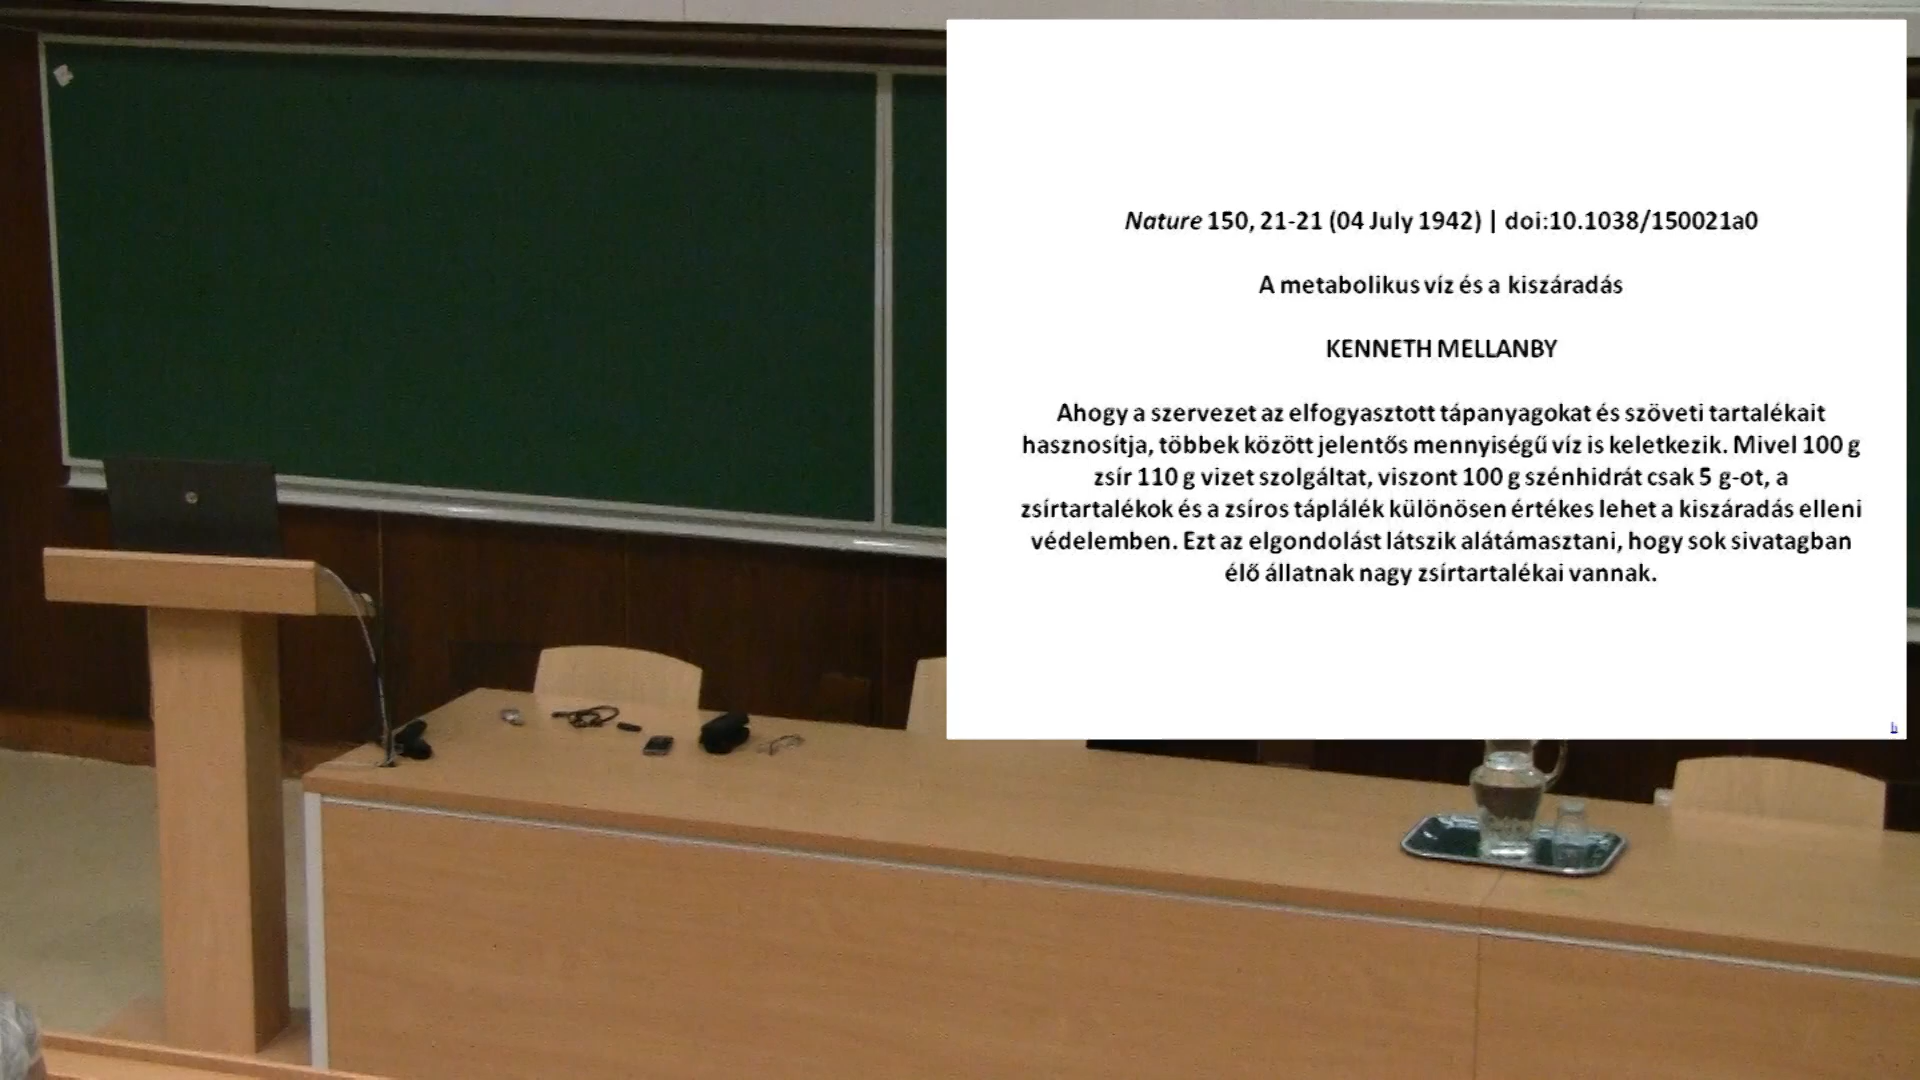 Nature 150, 21-21 (04 July 1942) | doi:10.1038/150021a0
A metabolikus víz és a kiszáradás
KENNETH MELLANBY
Ahogy a szervezet az elfogyasztott tápanyagokat és szöveti tartalékait
hasznosítja, többek között jelentős mennyiségű víz is keletkezik. Mivel 100 g
zsír 110 g vizet szolgáltat, viszont 100 g szénhidrát csak 5 g-ot, a
zsírtartalékok és a zsíros táplálék különösen értékes lehet a kiszáradás elleni
védelemben. Ezt az elgondolást látszik alátámasztani, hogy sok sivatagban
élő állatnak nagy zsírtartalékai vannak.
b